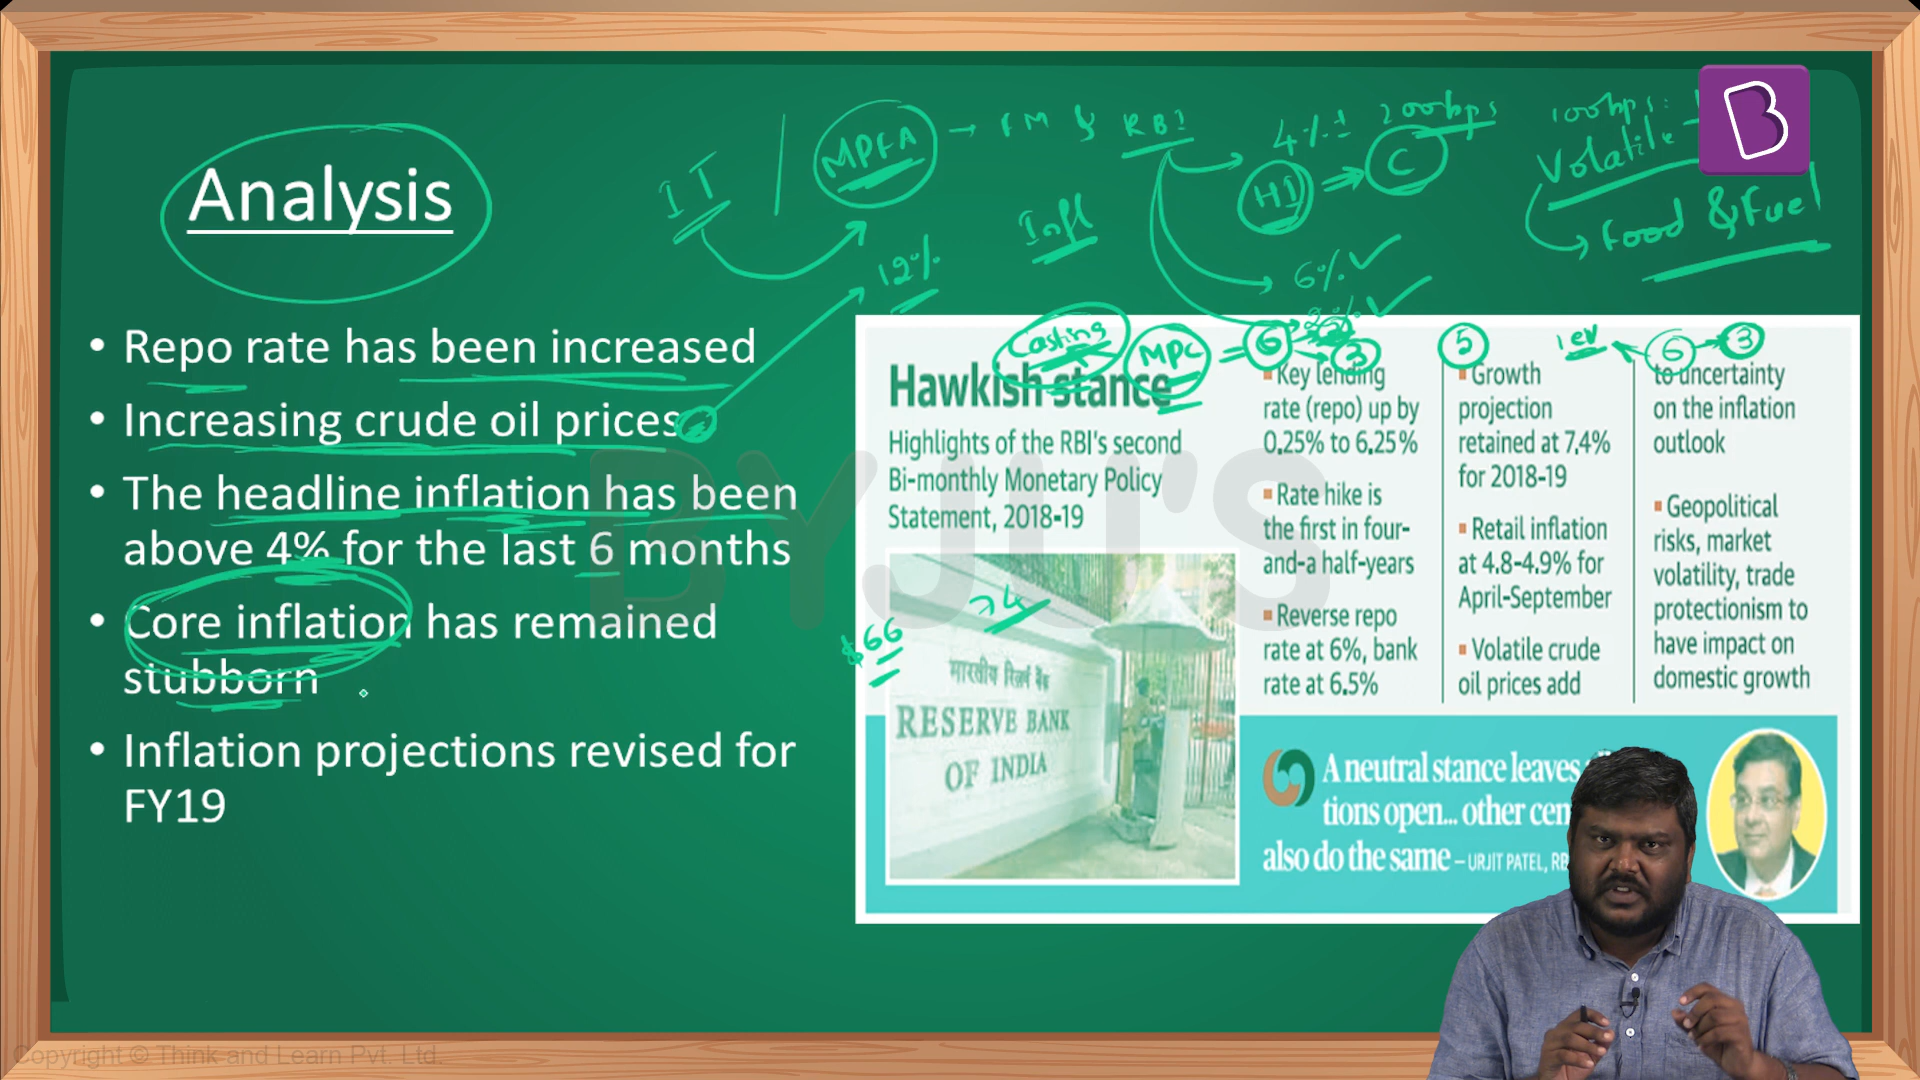 Analysis
• Repo rate has been increased
• Increasing crude oil prices
• The headline inflation has been
above 4% for the last 6 months
• Core inflation has remained
stubborn
• Inflation projections revised for
FY19
IT
MPFA → FM & RBI
4% ±
200bps
HI ⇒ C
100bps:
Volatile
Food & Fuel
Infl
12%
6% ✓
2% ✓
Casting
MPC = 6
3
5
6 → 3
$66
74
Hawkish stance
Highlights of the RBI's second
Bi-monthly Monetary Policy
Statement, 2018-19
भारतीय रिज़र्व बैंक
RESERVE BANK
OF INDIA
Key lending
rate (repo) up by
0.25% to 6.25%
Rate hike is
the first in four-
and-a half-years
Reverse repo
rate at 6%, bank
rate at 6.5%
Growth
projection
retained at 7.4%
for 2018-19
Retail inflation
at 4.8-4.9% for
April-September
Volatile crude
oil prices add
to uncertainty
on the inflation
outlook
Geopolitical
risks, market
volatility, trade
protectionism to
have impact on
domestic growth
A neutral stance leaves
tions open... other cen
also do the same – URJIT PATEL, RB
BYJU'S
Copyright © Think and Learn Pvt. Ltd.